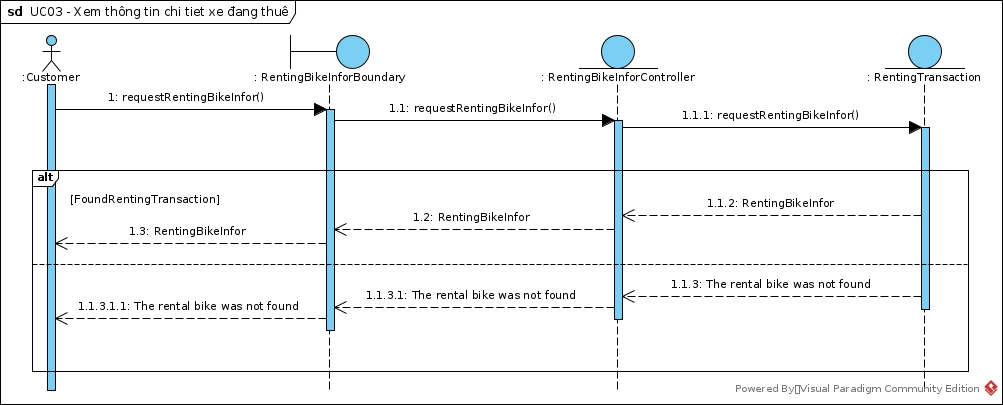 sd UC03 - Xem thông tin chi tiet xe đang thuê
:Customer
: RentingBikeInforBoundary
: RentingBikeInforController
: RentingTransaction
1: requestRentingBikeInfor()
1.1: requestRentingBikeInfor()
1.1.1: requestRentingBikeInfor()
alt
[FoundRentingTransaction]
1.1.2: RentingBikeInfor
1.2: RentingBikeInfor
1.3: RentingBikeInfor
1.1.3: The rental bike was not found
1.1.3.1: The rental bike was not found
1.1.3.1.1: The rental bike was not found
Powered By▯Visual Paradigm Community Edition